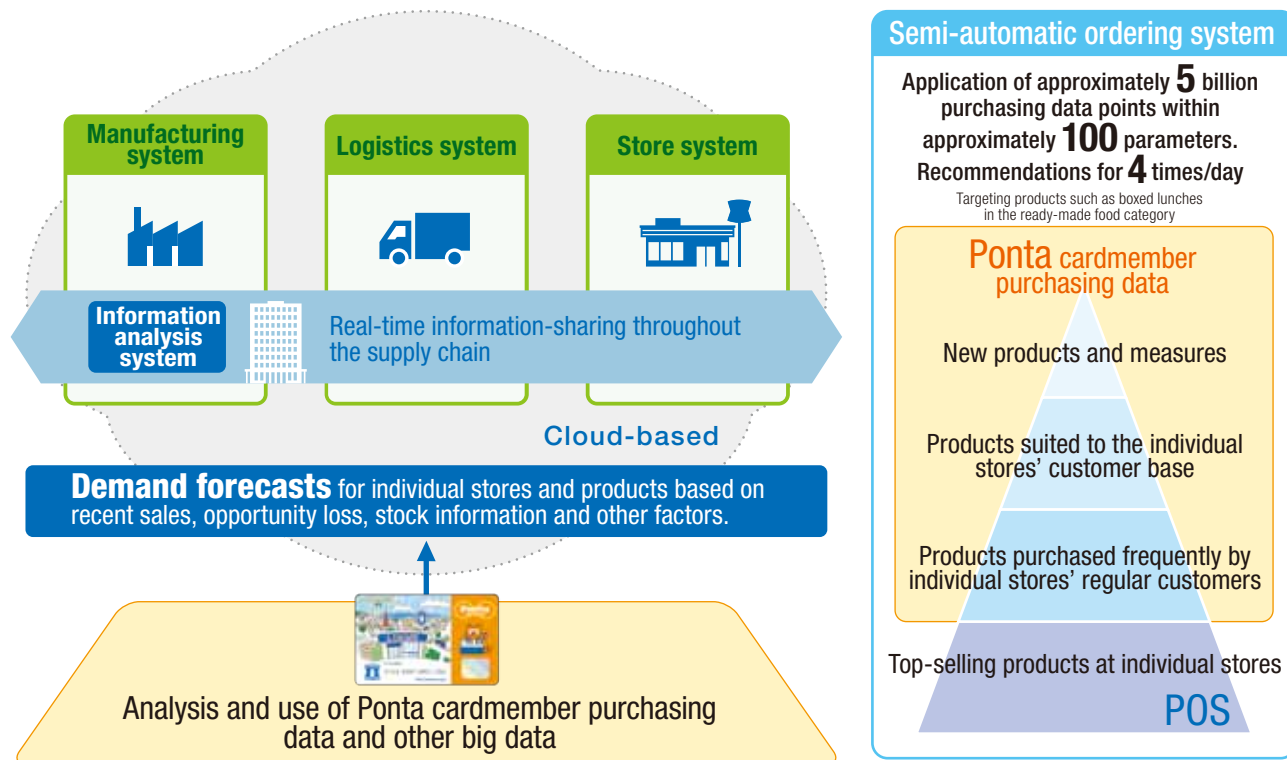 Manufacturing
system
Logistics system
Store system
Information
analysis
system
Real-time information-sharing throughout
the supply chain
Cloud-based
Demand forecasts for individual stores and products based on
recent sales, opportunity loss, stock information and other factors.
Ponta
Analysis and use of Ponta cardmember purchasing
data and other big data
Semi-automatic ordering system
Application of approximately 5 billion
purchasing data points within
approximately 100 parameters.
Recommendations for 4 times/day
Targeting products such as boxed lunches
in the ready-made food category
Ponta cardmember
purchasing data
New products and measures
Products suited to the individual
stores’ customer base
Products purchased frequently by
individual stores’ regular customers
Top-selling products at individual stores
POS